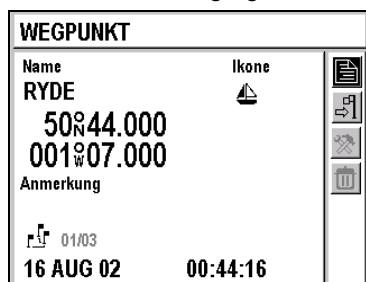 WEGPUNKT
Name Ikone
RYDE
50°N44.000
001°W07.000
Anmerkung
01/03
16 AUG 02 00:44:16